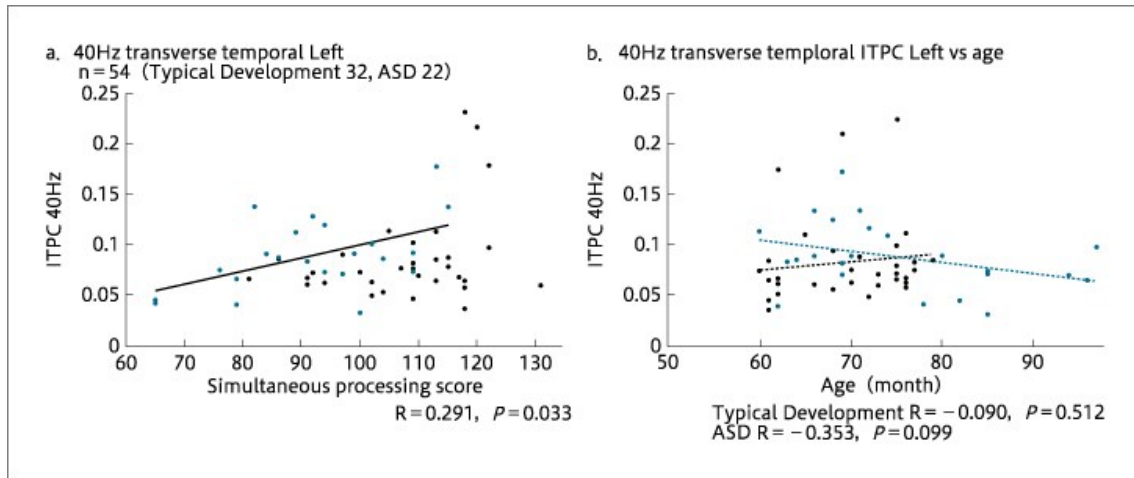 a. 40Hz transverse temporal Left
n=54 (Typical Development 32, ASD 22)
0.25
0.2
0.15
0.1
0.05
0
ITPC 40Hz
60 70 80 90 100 110 120 130
Simultaneous processing score
R=0.291, P=0.033
b. 40Hz transverse temploral ITPC Left vs age
0.25
0.2
0.15
0.1
0.05
0
ITPC 40Hz
50 60 70 80 90
Age (month)
Typical Development R= −0.090, P=0.512
ASD R= −0.353, P=0.099